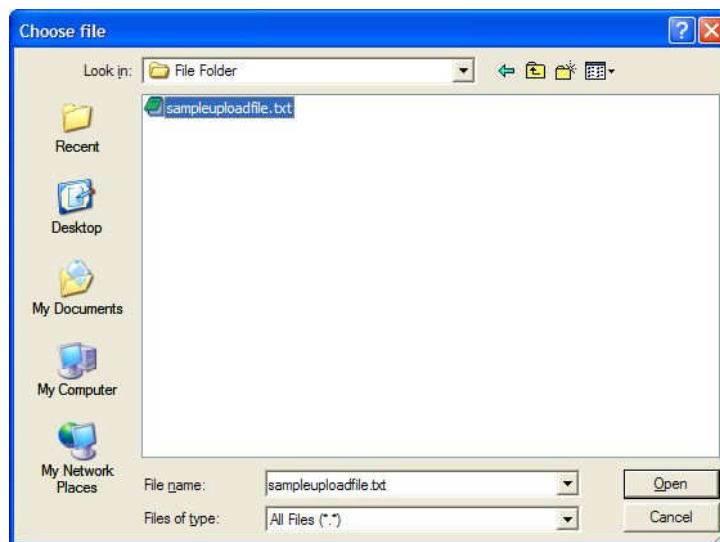 Choose file
Look in: File Folder
sampleuploadfile.txt
Recent
Desktop
My Documents
My Computer
My Network
Places
File name: sampleuploadfile.txt Open
Files of type: All Files (*.*) Cancel